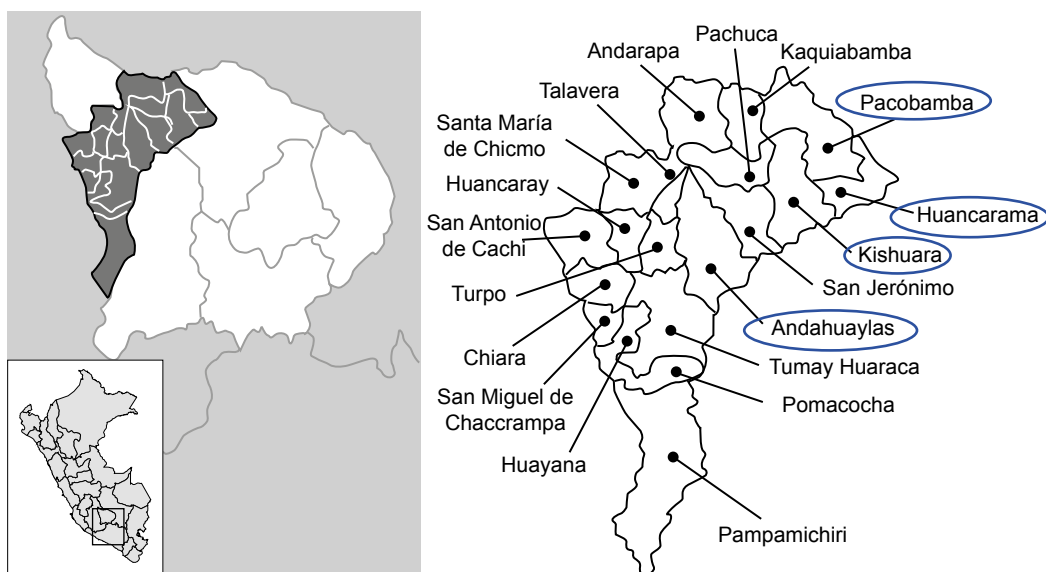 Pachuca
Andarapa
Kaquiabamba
Talavera
Pacobamba
Santa María
de Chicmo
Huancaray
Huancarama
San Antonio
de Cachi
Kishuara
Turpo
San Jerónimo
Andahuaylas
Chiara
Tumay Huaraca
San Miguel de
Chaccrampa
Pomacocha
Huayana
Pampamichiri